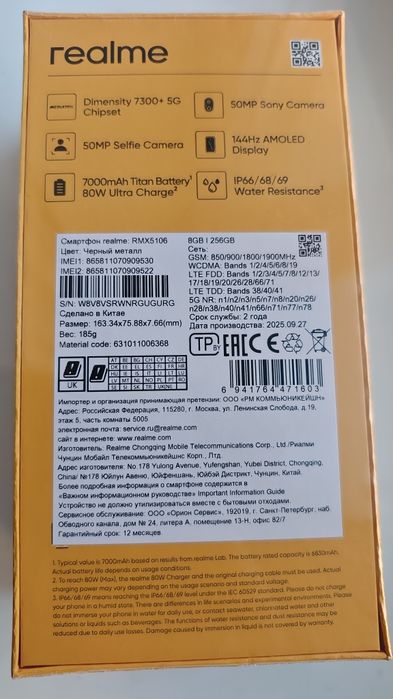 realme
MEDIATEK
Dimensity 7300+ 5G
Chipset
50MP Sony Camera
50MP Selfie Camera
144Hz AMOLED
Display
7000mAh Titan Battery¹
80W Ultra Charge²
IP66/68/69
Water Resistance³
Смартфон realme: RMX5106
Цвет: Черный металл
IMEI1: 865811070909530
IMEI2: 865811070909522
S/N: W8V8VSRWNRGUGURG
Сделано в Китае
Размер: 163.34x75.88x7.66(mm)
Вес: 185g
Material code: 631011006368
8GB | 256GB
Сеть:
GSM: 850/900/1800/1900MHz
WCDMA: Bands 1/2/4/5/6/8/19
LTE FDD: Bands 1/2/3/4/5/7/8/12/13/
17/18/19/20/26/28/66/71
LTE TDD: Bands 38/40/41
5G NR: n1/n2/n3/n5/n7/n8/n20/n26/
n28/n38/n40/n41/n66/n71/n77/n78
Срок службы: 2 года
Дата производства: 2025.09.27
UK
TP BY EAC CE
6 941764 471603
Импортер и организация принимающая претензии: ООО «РМ КОММЬЮНИКЕЙШН»
Адрес: Российская Федерация, 115280, г. Москва, ул. Ленинская Слобода, д.19,
этаж 5, часть комнаты 5005
электронная почта: service.ru@realme.com
сайт в интернете: www.realme.com
Изготовитель: Realme Chongqing Mobile Telecommunications Corp., Ltd./Риалми
Чунцин Мобайл Телекоммьюникейшнс Корп., Лтд.
Адрес изготовителя: No.178 Yulong Avenue, Yufengshan, Yubei District, Chongqing,
China/ №178 Юйлун Авеню, Юйфеншань, Юйбэй Дистрикт, Чунцин, Китай.
Более подробная информация о смартфоне содержится в
«Важном информационном руководстве» Important Information Guide
Устройство не должно утилизироваться вместе с бытовыми отходами.
Сервисное обслуживание: ООО «Орион Сервис», 192019, г. Санкт-Петербург, наб.
Обводного канала, дом № 24, литера А, помещение 13-Н, офис 82/7
Гарантийный срок: 12 месяцев
1. Typical value is 7000mAh based on results from realme Lab. The battery rated capacity is 6830mAh.
Actual battery life depends on usage conditions.
2. To reach 80W (Max), the realme 80W Charger and the original charging cable must be used. Actual
charging power may vary depending on the usage scenario and standard voltage.
3. IP66/68/69 means reaching the IP66/68/69 level under the IEC 60529 standard. Please do not charge
your phone in a humid state. There are differences in life scenarios and experimental scenarios. Please
do not immerse your phone in water for daily use, or contact seawater, chlorinated water and other
solutions or liquids such as beverages. The functions of water resistance and dust resistance may be
reduced due to daily losses. Damage caused by immersion in liquid is not covered by warranty.